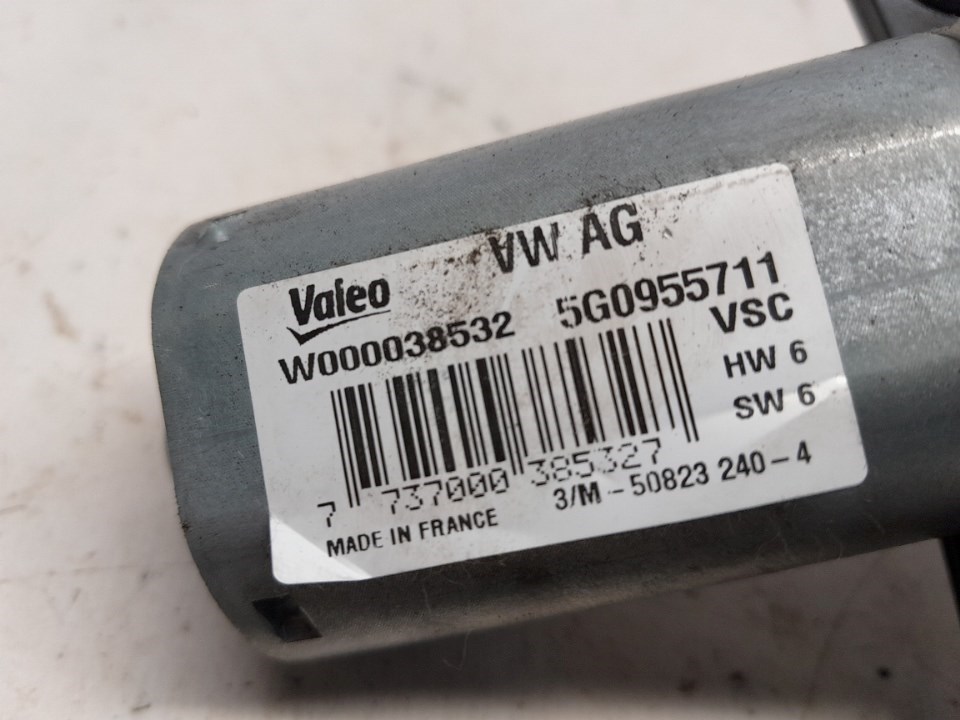 VW AG
Valeo
W000038532 5G0955711
VSC
HW 6
SW 6
7 737000 385327
3/M-50823 240-4
MADE IN FRANCE